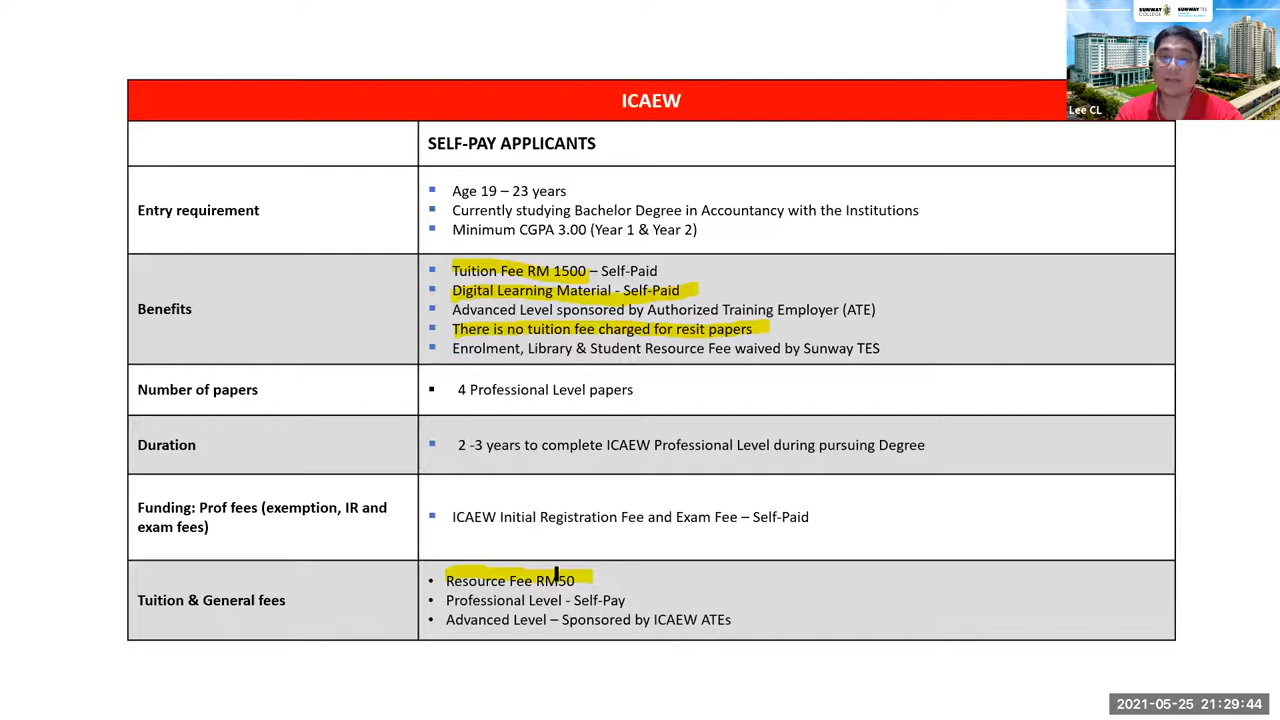 SUNWAY COLLEGE
SUNWAY TES
Lee CL
ICAEW
SELF-PAY APPLICANTS
Entry requirement
Age 19 – 23 years
Currently studying Bachelor Degree in Accountancy with the Institutions
Minimum CGPA 3.00 (Year 1 & Year 2)
Benefits
Tuition Fee RM 1500 – Self-Paid
Digital Learning Material - Self-Paid
Advanced Level sponsored by Authorized Training Employer (ATE)
There is no tuition fee charged for resit papers
Enrolment, Library & Student Resource Fee waived by Sunway TES
Number of papers
4 Professional Level papers
Duration
2 -3 years to complete ICAEW Professional Level during pursuing Degree
Funding: Prof fees (exemption, IR and
exam fees)
ICAEW Initial Registration Fee and Exam Fee – Self-Paid
Tuition & General fees
Resource Fee RM50
Professional Level - Self-Pay
Advanced Level – Sponsored by ICAEW ATEs
2021-05-25 21:29:44